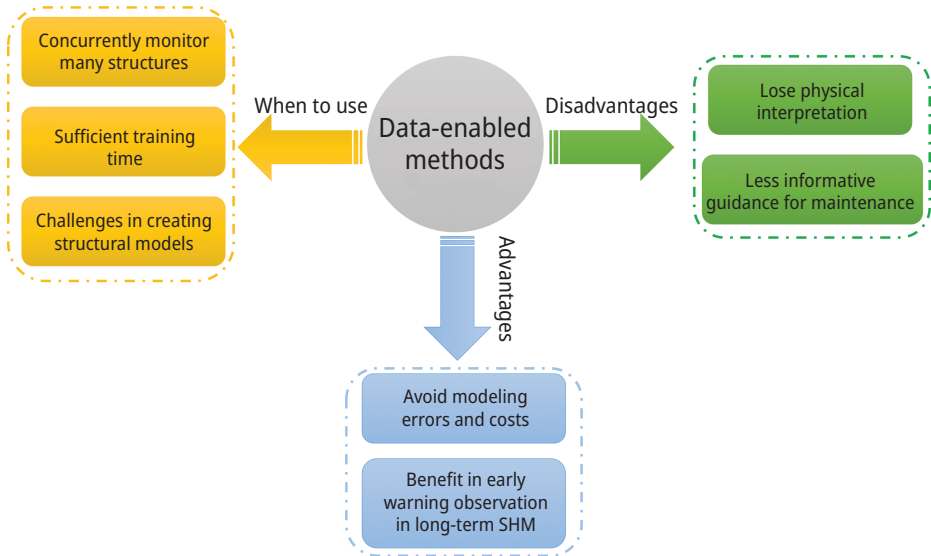 Concurrently monitor
many structures
Sufficient training
time
Challenges in creating
structural models
When to use
Data-enabled
methods
Disadvantages
Lose physical
interpretation
Less informative
guidance for maintenance
Advantages
Avoid modeling
errors and costs
Benefit in early
warning observation
in long-term SHM